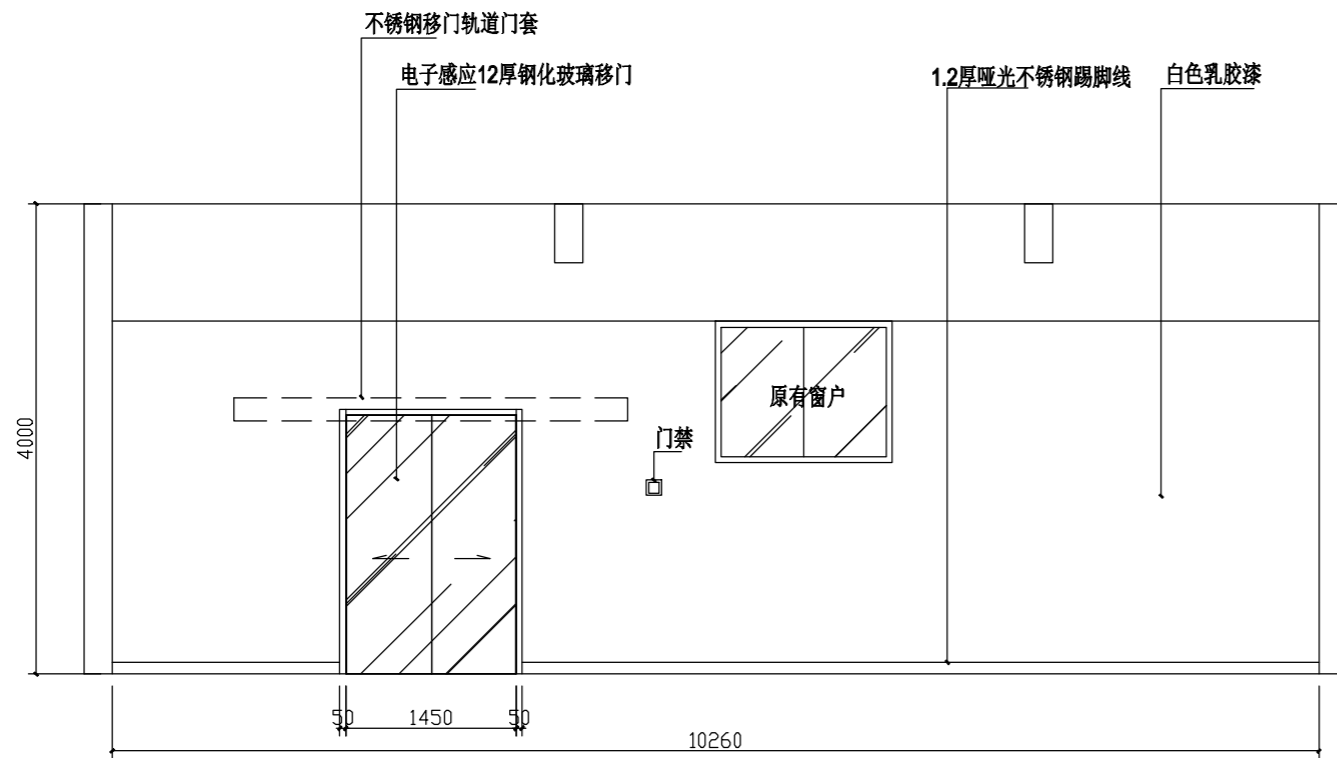 不锈钢移门轨道门套
电子感应12厚钢化玻璃移门
1.2厚哑光不锈钢踢脚线
白色乳胶漆
原有窗户
门禁
4000
50
1450
50
10260